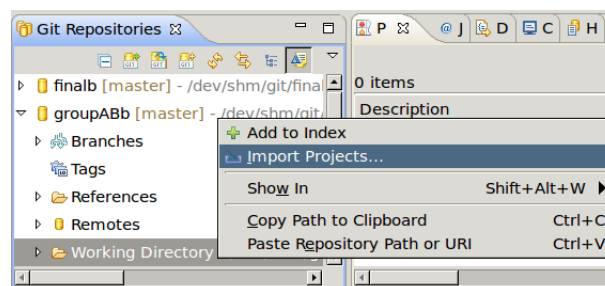 Git Repositories
P
@ J
D
C
H
finalb [master] - /dev/shm/git/fina
0 items
groupABb [master] - /dev/shm/git/
Description
Branches
Add to Index
Import Projects...
Tags
Show In Shift+Alt+W
References
Remotes
Copy Path to Clipboard Ctrl+C
Paste Repository Path or URI Ctrl+V
Working Directory